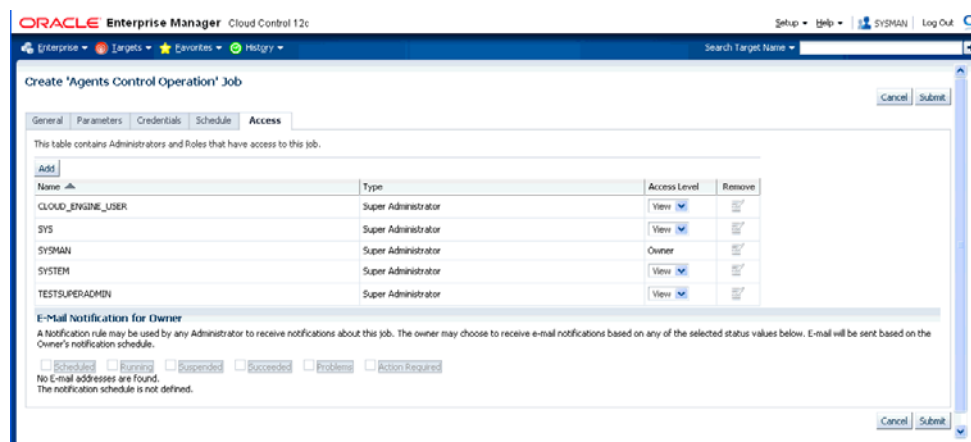 ORACLE Enterprise Manager Cloud Control 12c
Setup Help SYSMAN Log Out
Enterprise Targets Favorites History Search Target Name
Create 'Agents Control Operation' Job
Cancel Submit
General Parameters Credentials Schedule Access
This table contains Administrators and Roles that have access to this job.
Add
Name Type Access Level Remove
CLOUD_ENGINE_USER Super Administrator View
SYS Super Administrator View
SYSMAN Super Administrator Owner
SYSTEM Super Administrator View
TESTSUPERADMIN Super Administrator View
E-Mail Notification for Owner
A Notification rule may be used by any Administrator to receive notifications about this job. The owner may choose to receive e-mail notifications based on any of the selected status values below. E-mail will be sent based on the
Owner's notification schedule.
Scheduled Running Suspended Succeeded Problems Action Required
No E-mail addresses are found.
The notification schedule is not defined.
Cancel Submit